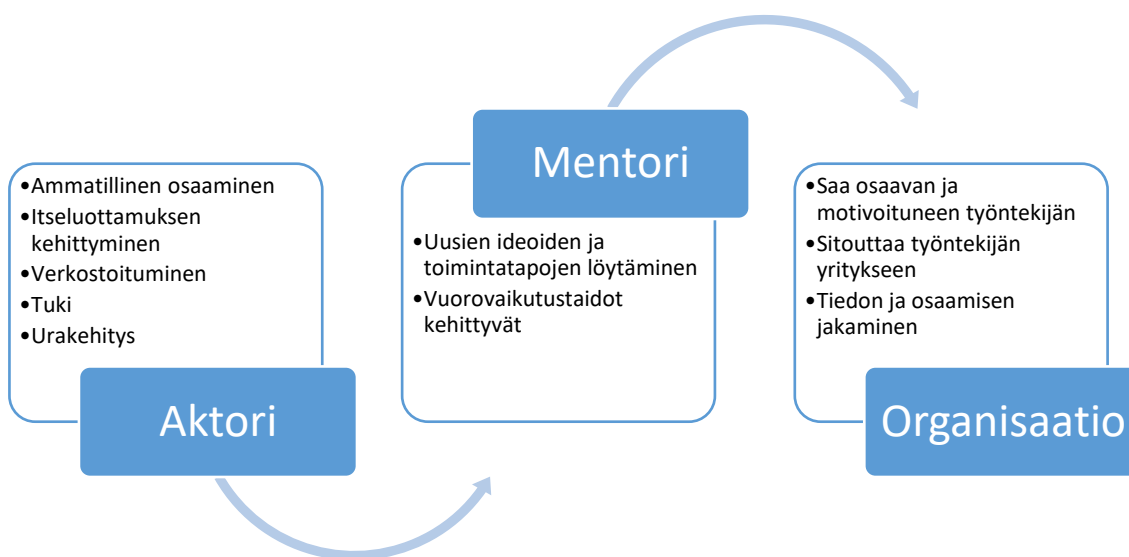 •Ammatillinen osaaminen
•Itseluottamuksen
kehittyminen
•Verkostoituminen
•Tuki
•Urakehitys
Aktori
Mentori
•Uusien ideoiden ja
toimintatapojen löytäminen
•Vuorovaikutustaidot
kehittyvät
•Saa osaavan ja
motivoituneen työntekijän
•Sitouttaa työntekijän
yritykseen
•Tiedon ja osaamisen
jakaminen
Organisaatio